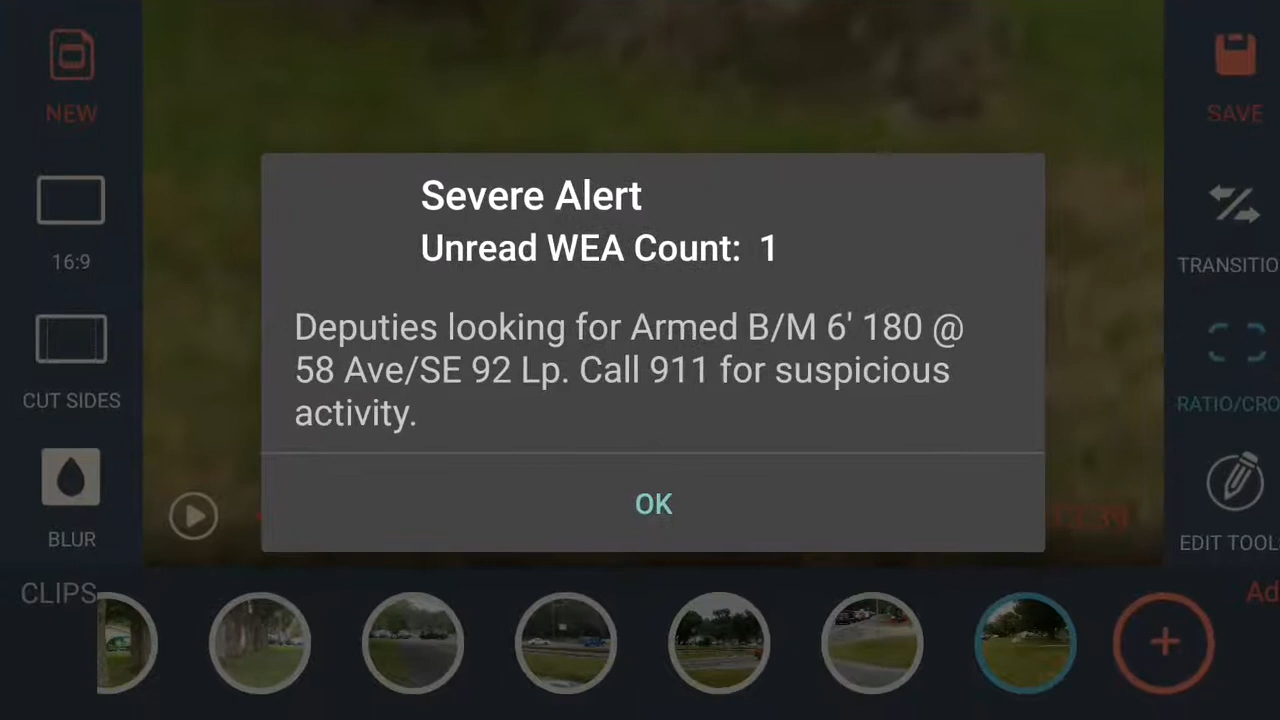 NEW
SAVE
Severe Alert
Unread WEA Count: 1
16:9
TRANSITIO
Deputies looking for Armed B/M 6' 180 @
58 Ave/SE 92 Lp. Call 911 for suspicious
activity.
CUT SIDES
RATIO/CRO
OK
BLUR
EDIT TOOL
CLIPS
Ad